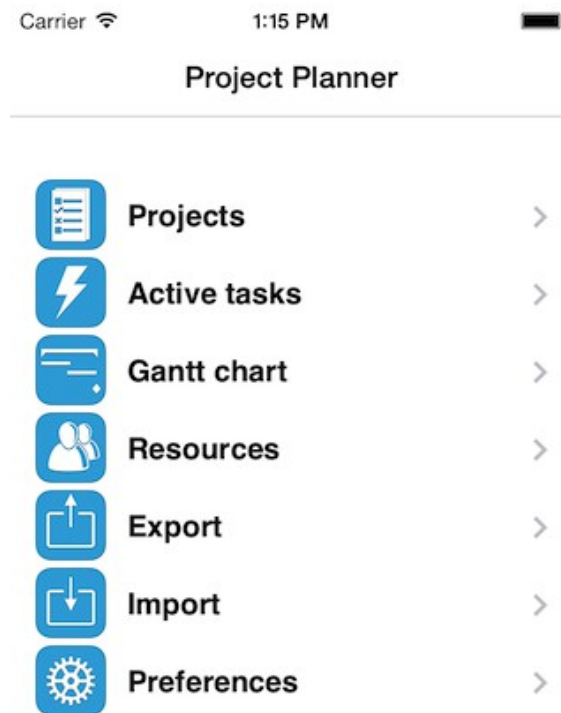 Carrier 1:15 PM
Project Planner
Projects
Active tasks
Gantt chart
Resources
Export
Import
Preferences